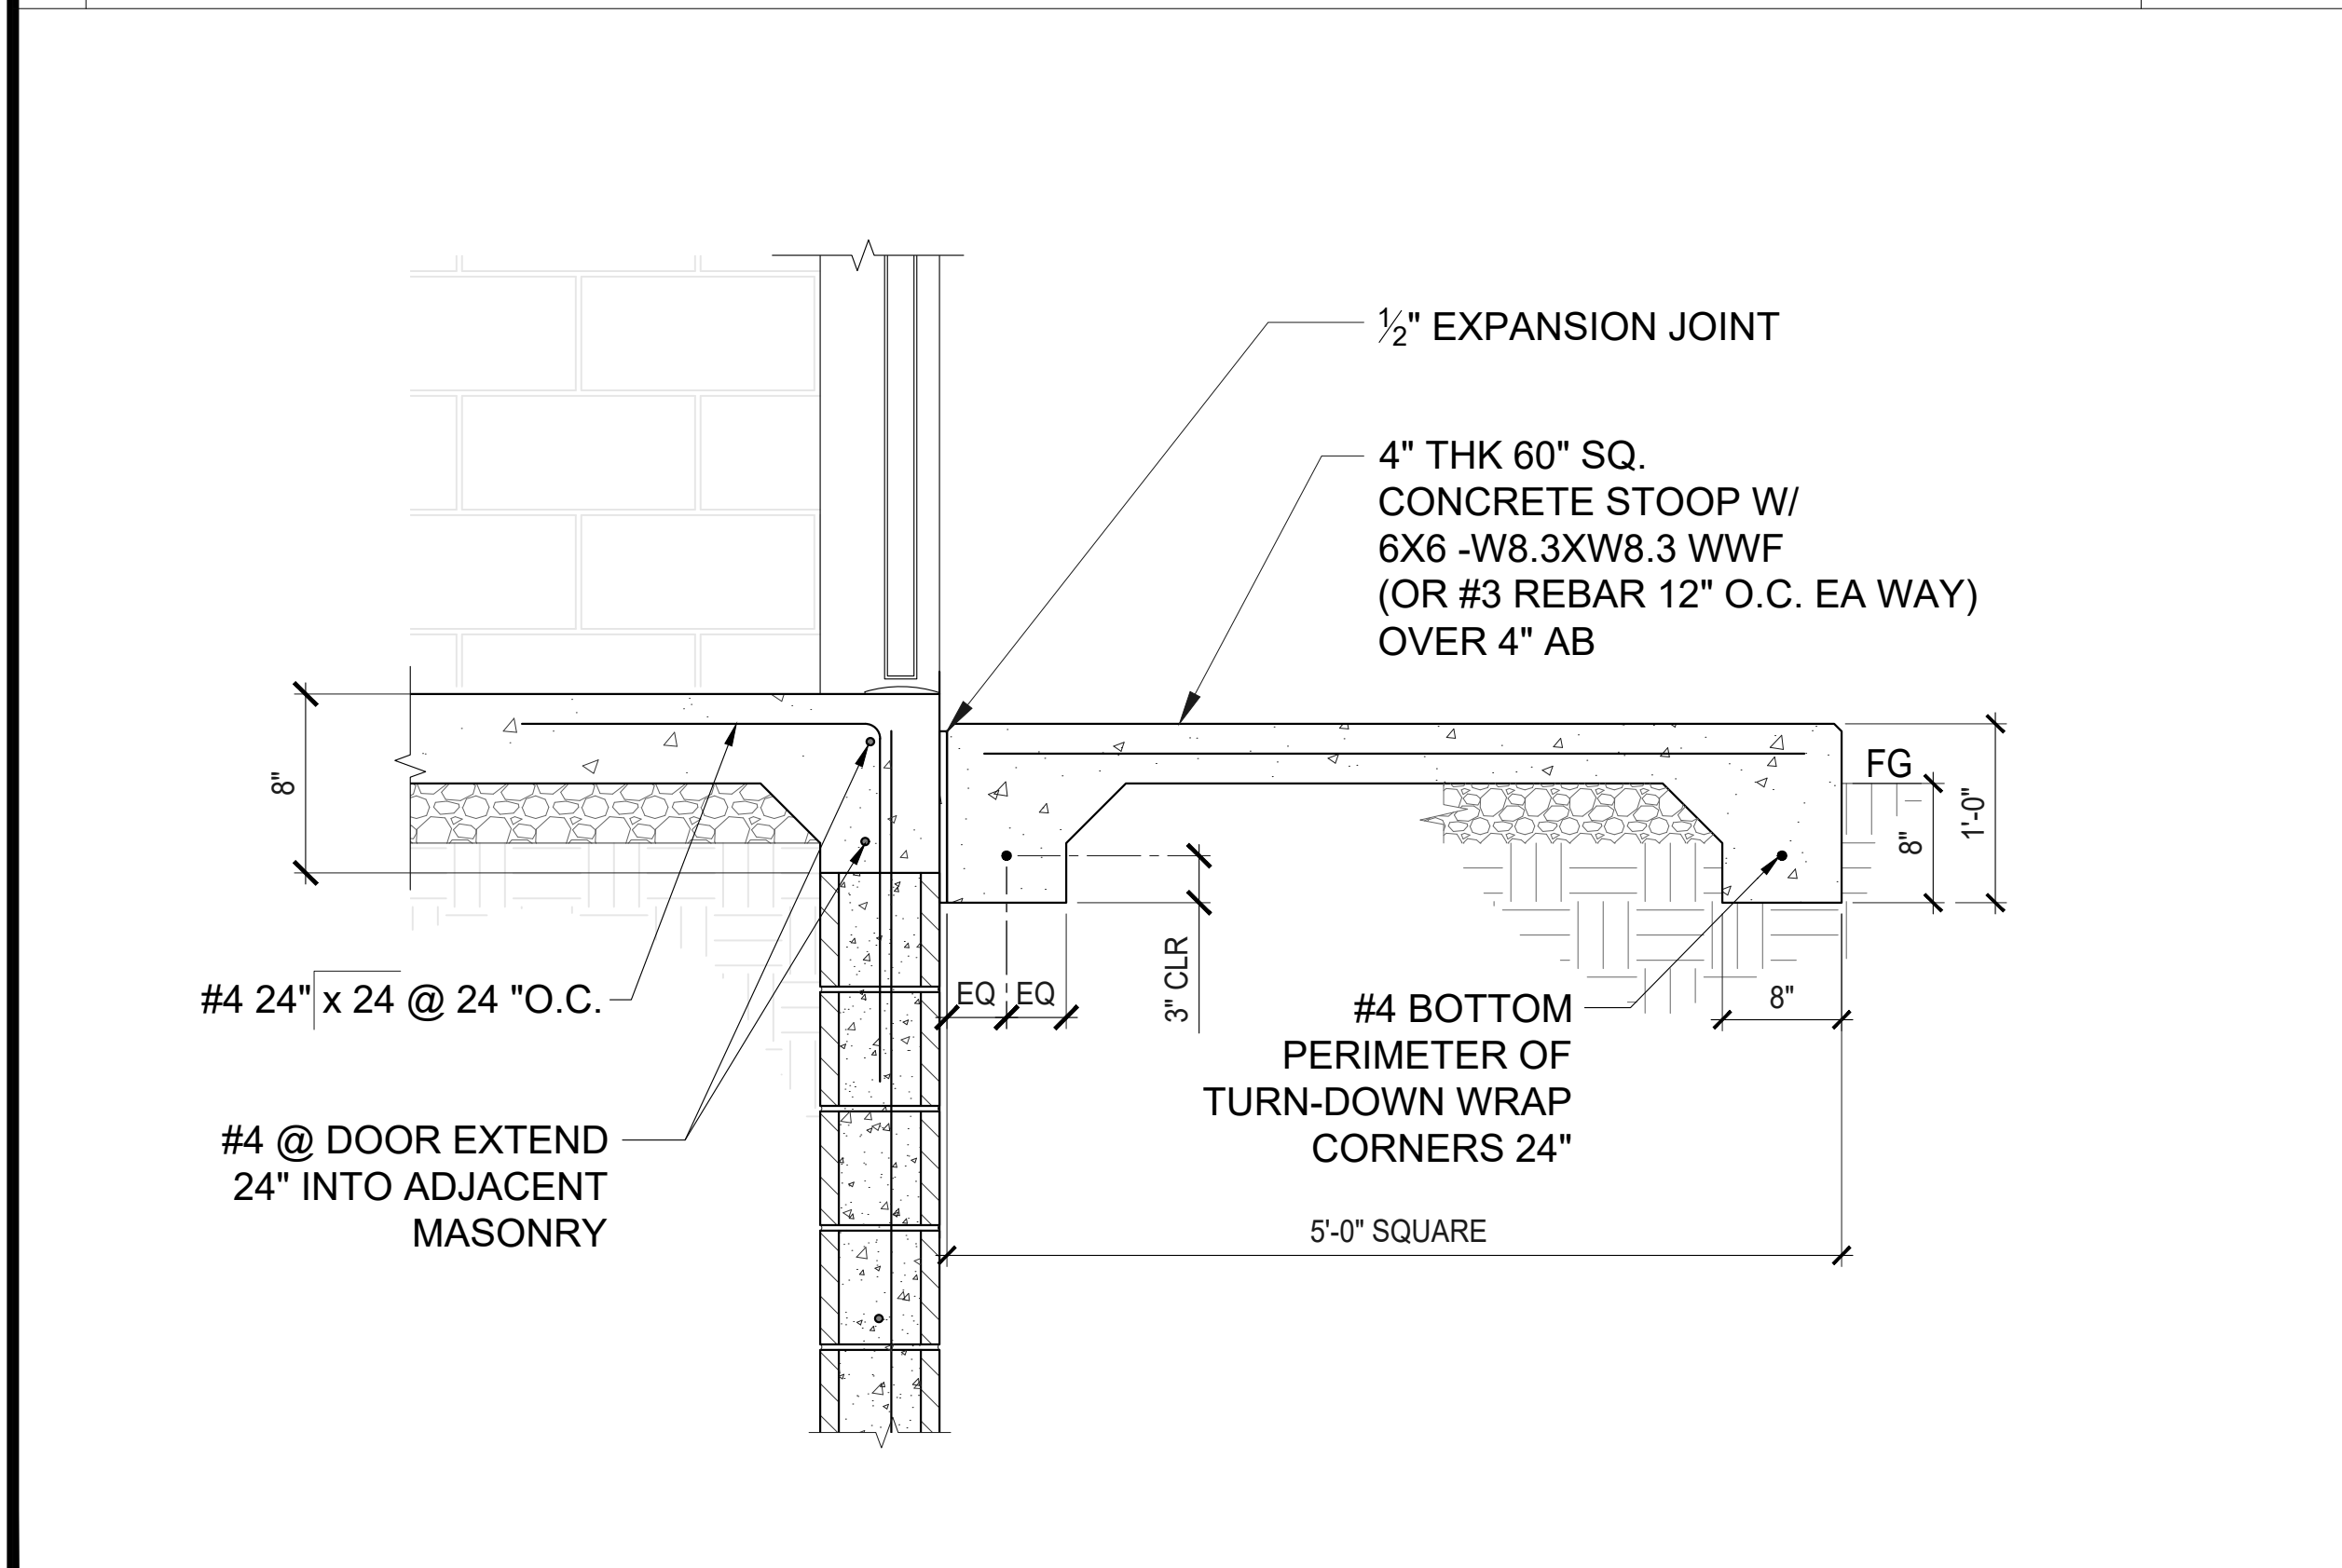 ½" EXPANSION JOINT
4" THK 60" SQ.
CONCRETE STOOP W/
6X6 -W8.3XW8.3 WWF
(OR #3 REBAR 12" O.C. EA WAY)
OVER 4" AB
8"
FG
8"
1'-0"
#4 24" x 24 @ 24 "O.C.
EQ EQ
3" CLR
#4 BOTTOM
PERIMETER OF
TURN-DOWN WRAP
CORNERS 24"
8"
#4 @ DOOR EXTEND
24" INTO ADJACENT
MASONRY
5'-0" SQUARE